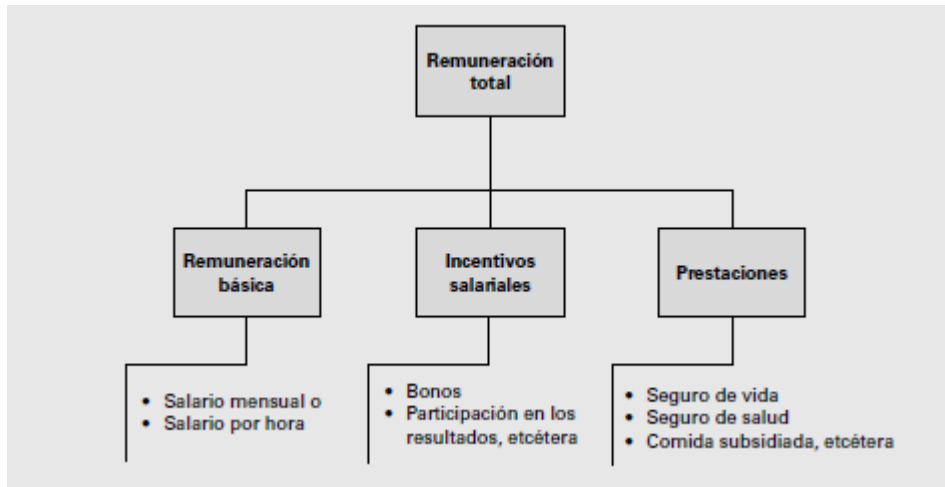 Remuneración
total
Remuneración
básica
Incentivos
salariales
Prestaciones
• Salario mensual o
• Salario por hora
• Bonos
• Participación en los
resultados, etcétera
• Seguro de vida
• Seguro de salud
• Comida subsidiada, etcétera